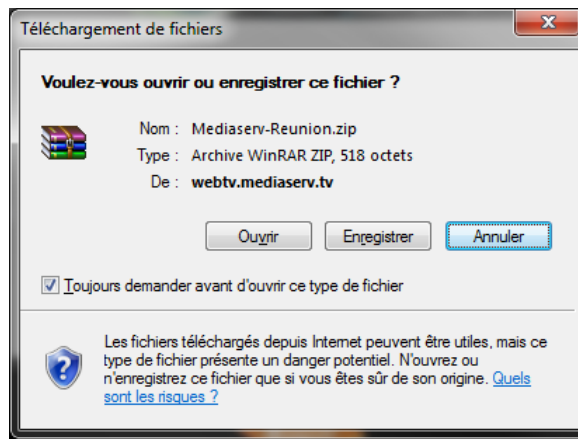 Téléchargement de fichiers
Voulez-vous ouvrir ou enregistrer ce fichier ?
Nom : Mediaserv-Reunion.zip
Type : Archive WinRAR ZIP, 518 octets
De : webtv.mediaserv.tv
Ouvrir Enregistrer Annuler
Toujours demander avant d'ouvrir ce type de fichier
Les fichiers téléchargés depuis Internet peuvent être utiles, mais ce
type de fichier présente un danger potentiel. N'ouvrez ou
n'enregistrez ce fichier que si vous êtes sûr de son origine. Quels
sont les risques ?